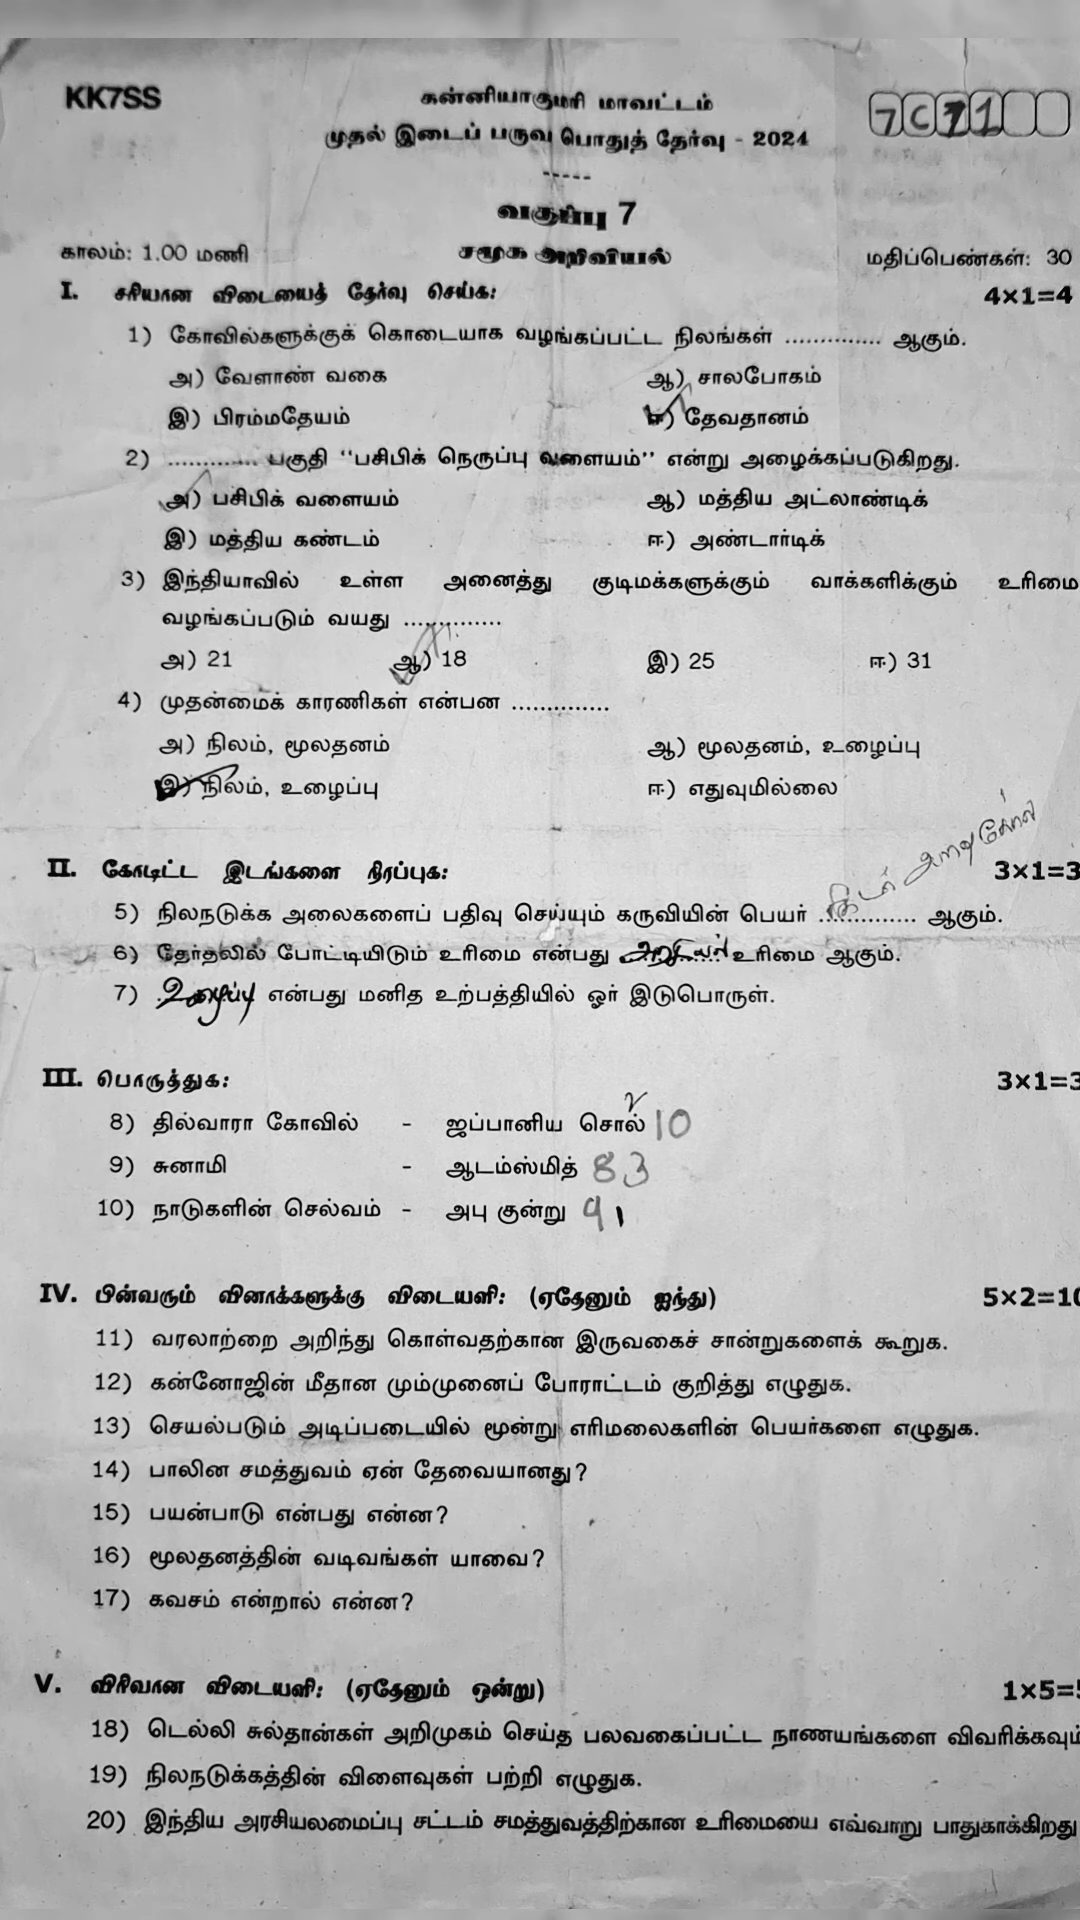 KK7SS
கன்னியாகுமரி மாவட்டம்
7C71
முதல் இடைப் பருவ பொதுத் தேர்வு - 2024
-----
வகுப்பு 7
காலம்: 1.00 மணி சமூக அறிவியல் மதிப்பெண்கள்: 30
I. சரியான விடையைத் தேர்வு செய்க: 4×1=4
1) கோவில்களுக்குக் கொடையாக வழங்கப்பட்ட நிலங்கள் .............. ஆகும்.
அ) வேளாண் வகை ஆ) சாலபோகம்
இ) பிரம்மதேயம் ஈ) தேவதானம்
2) ............. பகுதி "பசிபிக் நெருப்பு வளையம்" என்று அழைக்கப்படுகிறது.
அ) பசிபிக் வளையம் ஆ) மத்திய அட்லாண்டிக்
இ) மத்திய கண்டம் ஈ) அண்டார்டிக்
3) இந்தியாவில் உள்ள அனைத்து குடிமக்களுக்கும் வாக்களிக்கும் உரிமை
வழங்கப்படும் வயது ..............
அ) 21 ஆ) 18 இ) 25 ஈ) 31
4) முதன்மைக் காரணிகள் என்பன ..............
அ) நிலம், மூலதனம் ஆ) மூலதனம், உழைப்பு
இ) நிலம், உழைப்பு ஈ) எதுவுமில்லை
II. கோடிட்ட இடங்களை நிரப்புக: 3×1=3
5) நிலநடுக்க அலைகளைப் பதிவு செய்யும் கருவியின் பெயர் .............. ஆகும்.
6) தேர்தலில் போட்டியிடும் உரிமை என்பது அரசியல் உரிமை ஆகும்.
7) உழைப்பு என்பது மனித உற்பத்தியில் ஓர் இடுபொருள்.
III. பொருத்துக: 3×1=3
8) தில்வாரா கோவில் - ஜப்பானிய சொல் 10
9) சுனாமி - ஆடம்ஸ்மித் 8 3
10) நாடுகளின் செல்வம் - அபு குன்று 9 1
IV. பின்வரும் வினாக்களுக்கு விடையளி: (ஏதேனும் ஐந்து) 5×2=10
11) வரலாற்றை அறிந்து கொள்வதற்கான இருவகைச் சான்றுகளைக் கூறுக.
12) கன்னோஜின் மீதான மும்முனைப் போராட்டம் குறித்து எழுதுக.
13) செயல்படும் அடிப்படையில் மூன்று எரிமலைகளின் பெயர்களை எழுதுக.
14) பாலின சமத்துவம் ஏன் தேவையானது?
15) பயன்பாடு என்பது என்ன?
16) மூலதனத்தின் வடிவங்கள் யாவை?
17) கவசம் என்றால் என்ன?
V. விரிவான விடையளி: (ஏதேனும் ஒன்று) 1×5=5
18) டெல்லி சுல்தான்கள் அறிமுகம் செய்த பலவகைப்பட்ட நாணயங்களை விவரிக்கவும்
19) நிலநடுக்கத்தின் விளைவுகள் பற்றி எழுதுக.
20) இந்திய அரசியலமைப்பு சட்டம் சமத்துவத்திற்கான உரிமையை எவ்வாறு பாதுகாக்கிறது